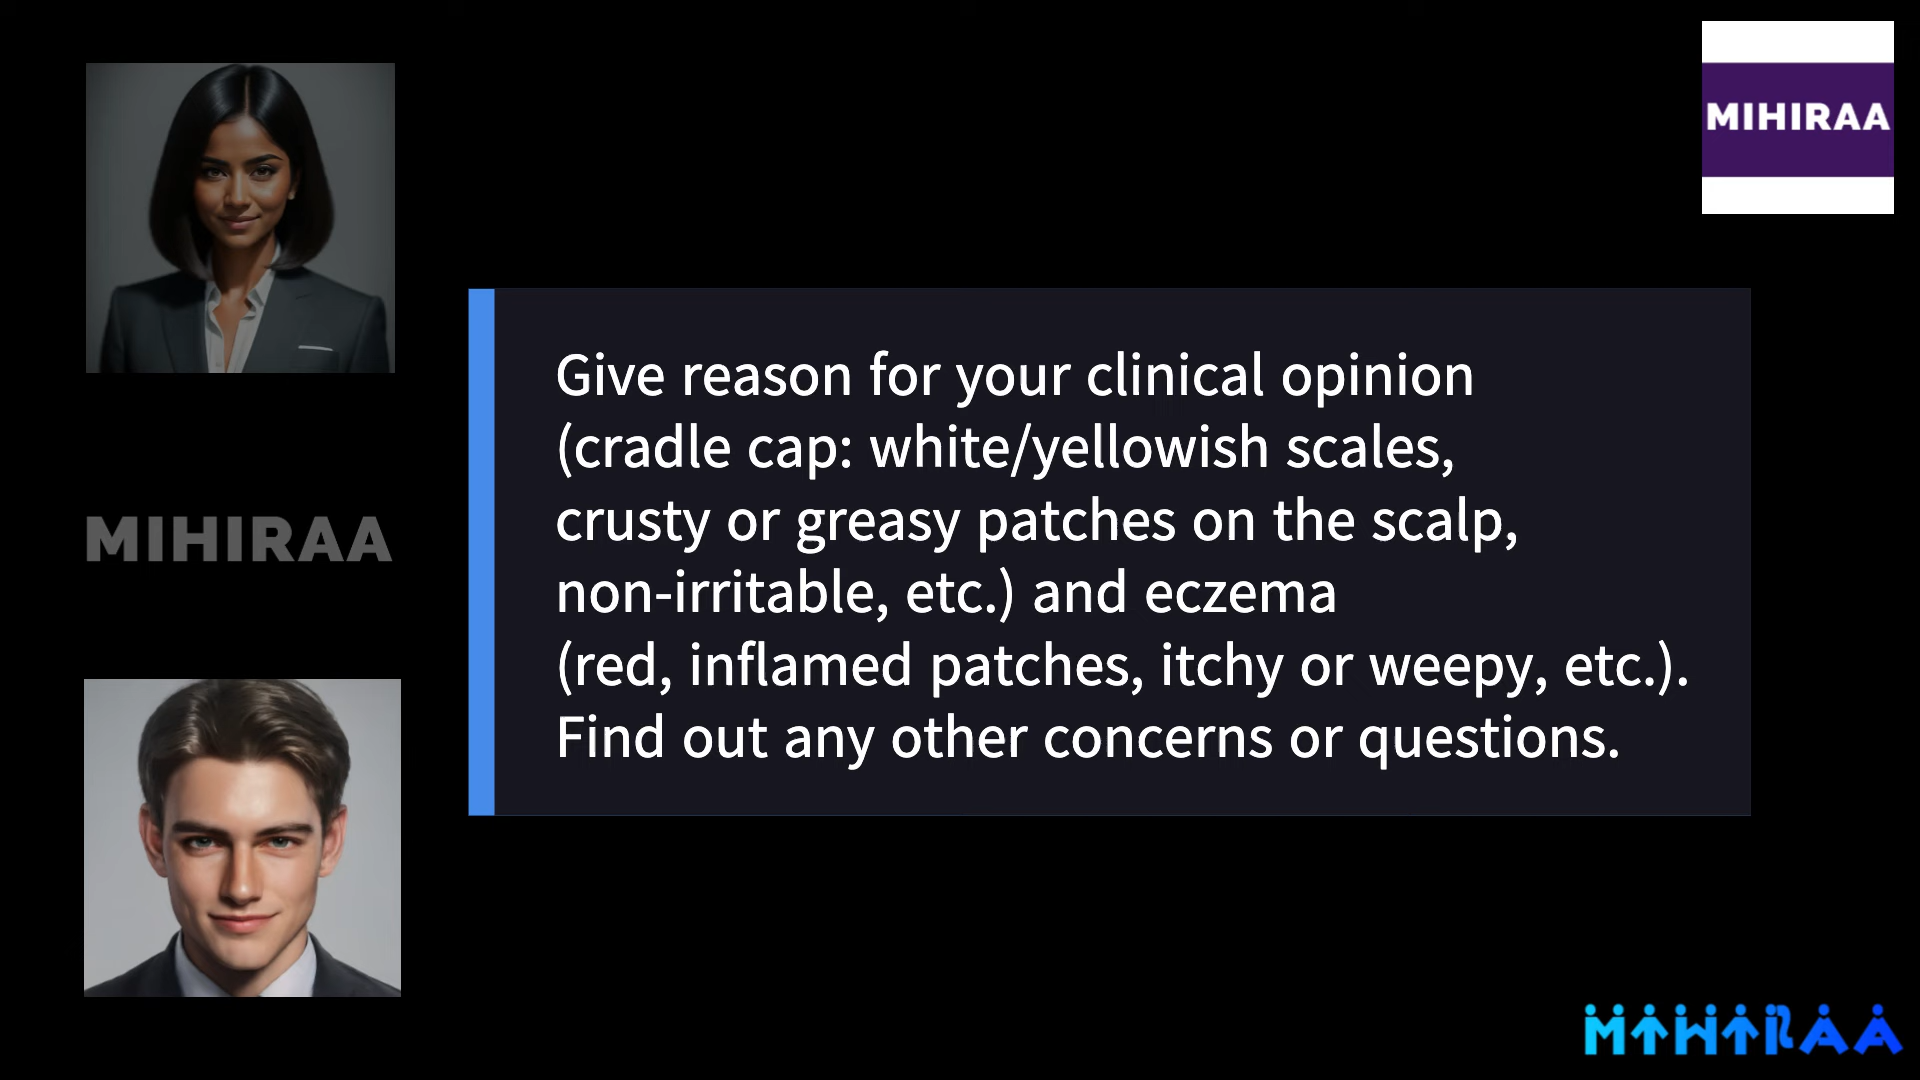 MIHIRAA
Give reason for your clinical opinion
(cradle cap: white/yellowish scales,
crusty or greasy patches on the scalp,
non-irritable, etc.) and eczema
(red, inflamed patches, itchy or weepy, etc.).
Find out any other concerns or questions.
MIHIRAA
MIHIRAA